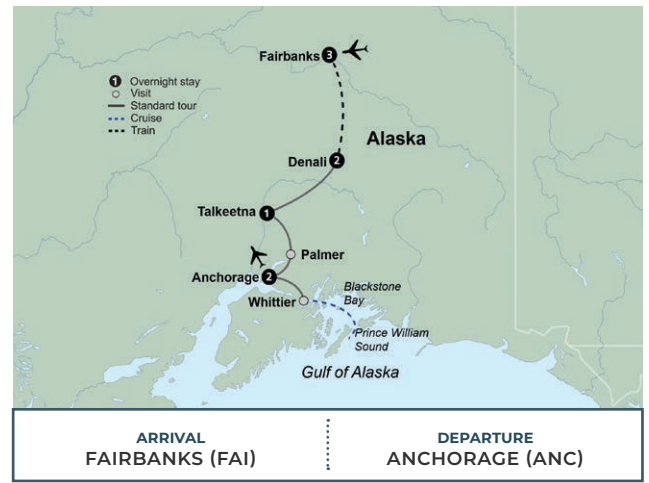 Fairbanks 3
1 Overnight stay
Visit
Standard tour
Cruise
Train
Alaska
Denali 2
Talkeetna 1
Palmer
Anchorage 2
Whittier
Blackstone
Bay
Prince William
Sound
Gulf of Alaska
ARRIVAL
FAIRBANKS (FAI)
DEPARTURE
ANCHORAGE (ANC)